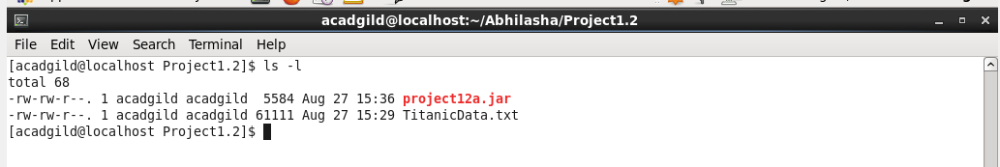 acadgild@localhost:~/Abhilasha/Project1.2
File Edit View Search Terminal Help
[acadgild@localhost Project1.2]$ ls -l
total 68
-rw-rw-r--. 1 acadgild acadgild  5584 Aug 27 15:36 project12a.jar
-rw-rw-r--. 1 acadgild acadgild 61111 Aug 27 15:29 TitanicData.txt
[acadgild@localhost Project1.2]$